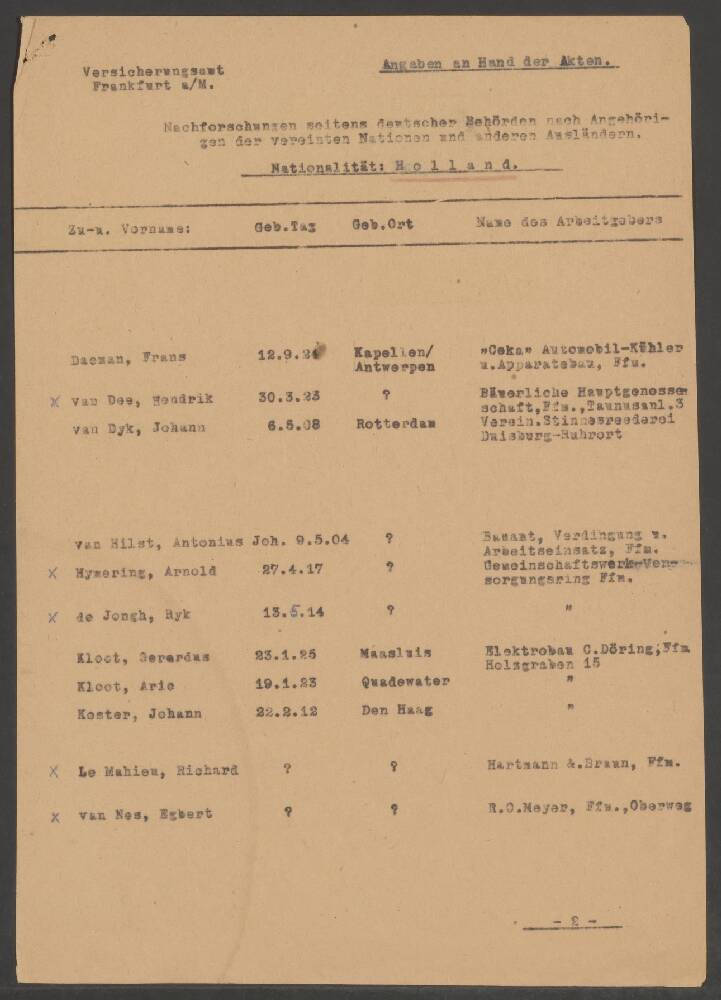 Versicherungsamt
Frankfurt a/M.
Angaben an Hand der Akten.
Nachforschungen seitens deutscher Behörden nach Angehöri-
gen der vereinten Nationen und anderen Ausländern.
Nationalität: H o l l a n d.
Zu-u. Vorname: Geb.Tag Geb.Ort Name des Arbeitgebers
Daeman, Frans 12.9.2 Kapellen/ "Ceka" Automobil-Kühler
Antwerpen u.Apparatebau, Ffm.
x van Dee, Hendrik 30.3.23 ? Bäuerliche Hauptgenossen
schaft,Ffm.,Taunusanl.3
van Dyk, Johann 6.5.08 Rotterdam Verein.Stinnesreederei
Duisburg-Ruhrort
van Hilst, Antonius Joh. 9.5.04 ? Bauamt, Verdingung u.
Arbeitseinsatz, Ffm.
x Hymering, Arnold 27.4.17 ? Gemeinschaftswerk-Ver-
sorgungsring Ffm.
x de Jongh, Ryk 13.5.14 ? "
Kloot, Gerardus 23.1.25 Maasluis Elektrobau C.Döring,Ffm
Holzgraben 15
Kloot, Arie 19.1.23 Quadewater "
Koster, Johann 22.2.12 Den Haag "
x Le Mahieu, Richard ? ? Hartmann &.Braun, Ffm.
x van Nes, Egbert ? ? R.O.Meyer, Ffm.,Oberweg
- 2 -